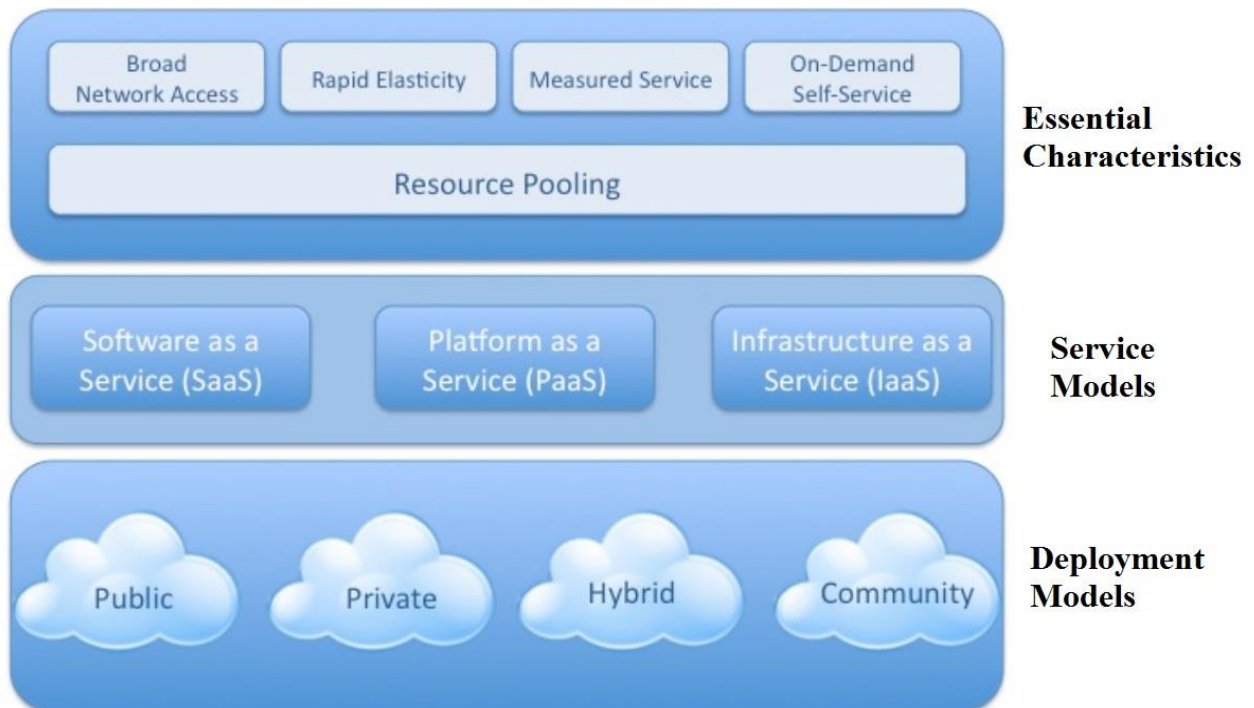 Broad
Network Access
Rapid Elasticity
Measured Service
On-Demand
Self-Service
Resource Pooling
Essential
Characteristics
Software as a
Service (SaaS)
Platform as a
Service (PaaS)
Infrastructure as a
Service (IaaS)
Service
Models
Public
Private
Hybrid
Community
Deployment
Models